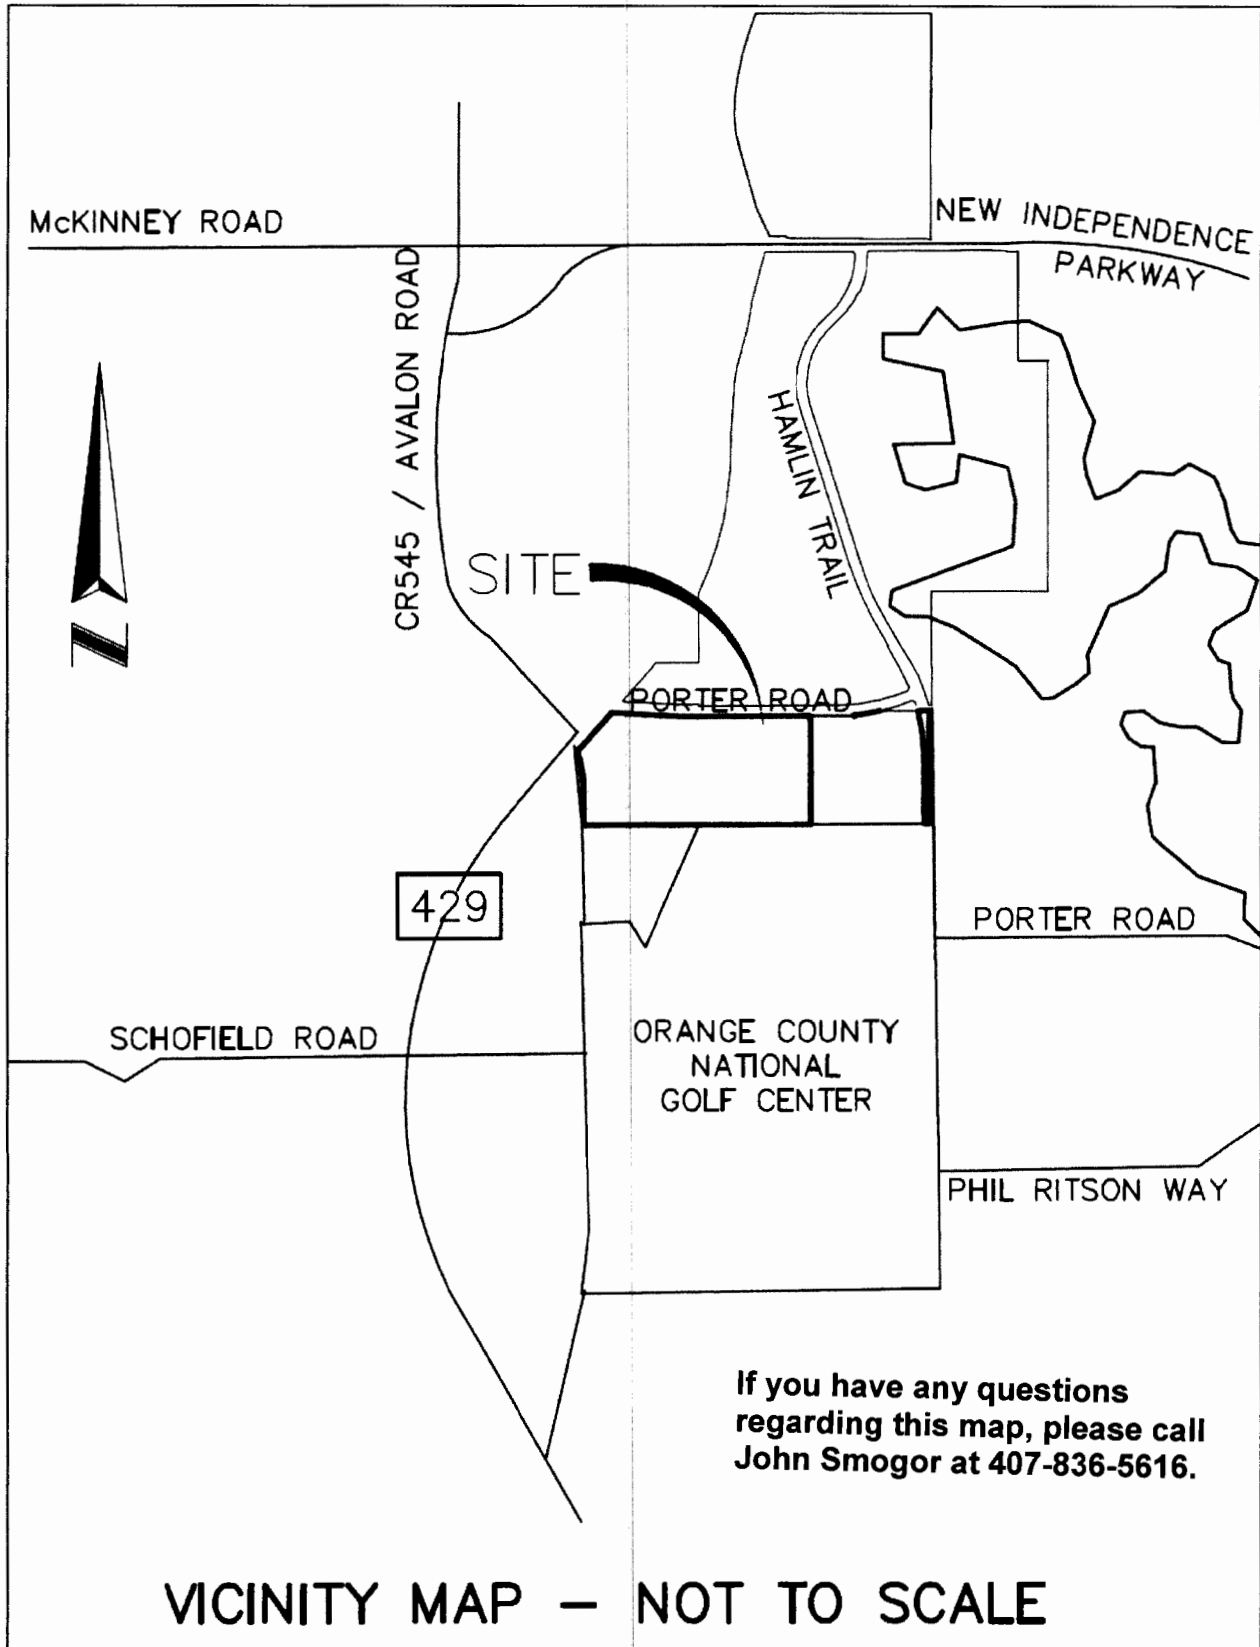 McKINNEY ROAD
NEW INDEPENDENCE
PARKWAY
CR545 / AVALON ROAD
HAMLIN TRAIL
SITE
N
PORTER ROAD
429
PORTER ROAD
SCHOFIELD ROAD
ORANGE COUNTY
NATIONAL
GOLF CENTER
PHIL RITSON WAY
If you have any questions
regarding this map, please call
John Smogor at 407-836-5616.
VICINITY MAP – NOT TO SCALE